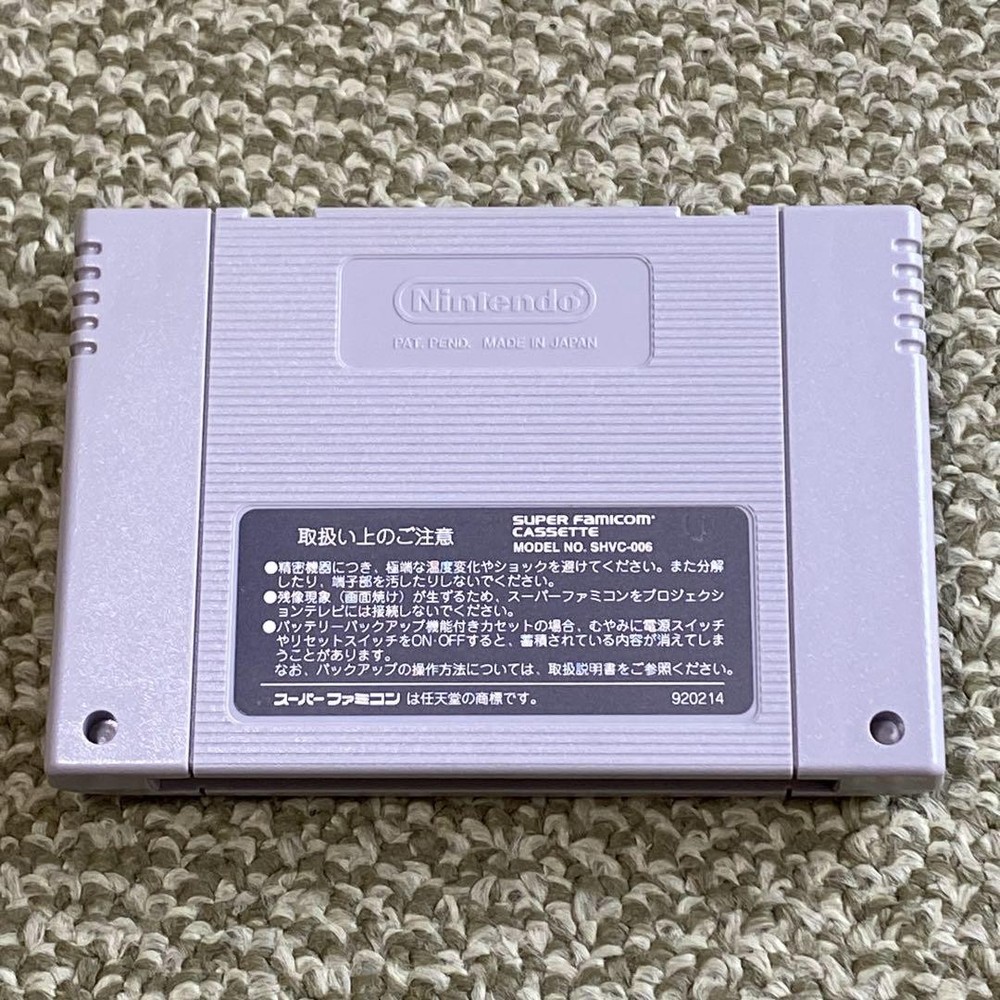 Nintendo®
PAT. PEND. MADE IN JAPAN
取扱い上のご注意
SUPER FAMICOM®
CASSETTE
MODEL NO. SHVC-006
●精密機器につき、極端な温度変化やショックを避けてください。また分解
したり、端子部を汚したりしないでください。
●残像現象（画面焼け）が生ずるため、スーパーファミコンをプロジェクシ
ョンテレビには接続しないでください。
●バッテリーバックアップ機能付きカセットの場合、むやみに電源スイッチ
やリセットスイッチをON・OFFすると、蓄積されている内容が消えてしま
うことがあります。
なお、バックアップの操作方法については、取扱説明書をご参照ください。
スーパーファミコン は任天堂の商標です。
920214